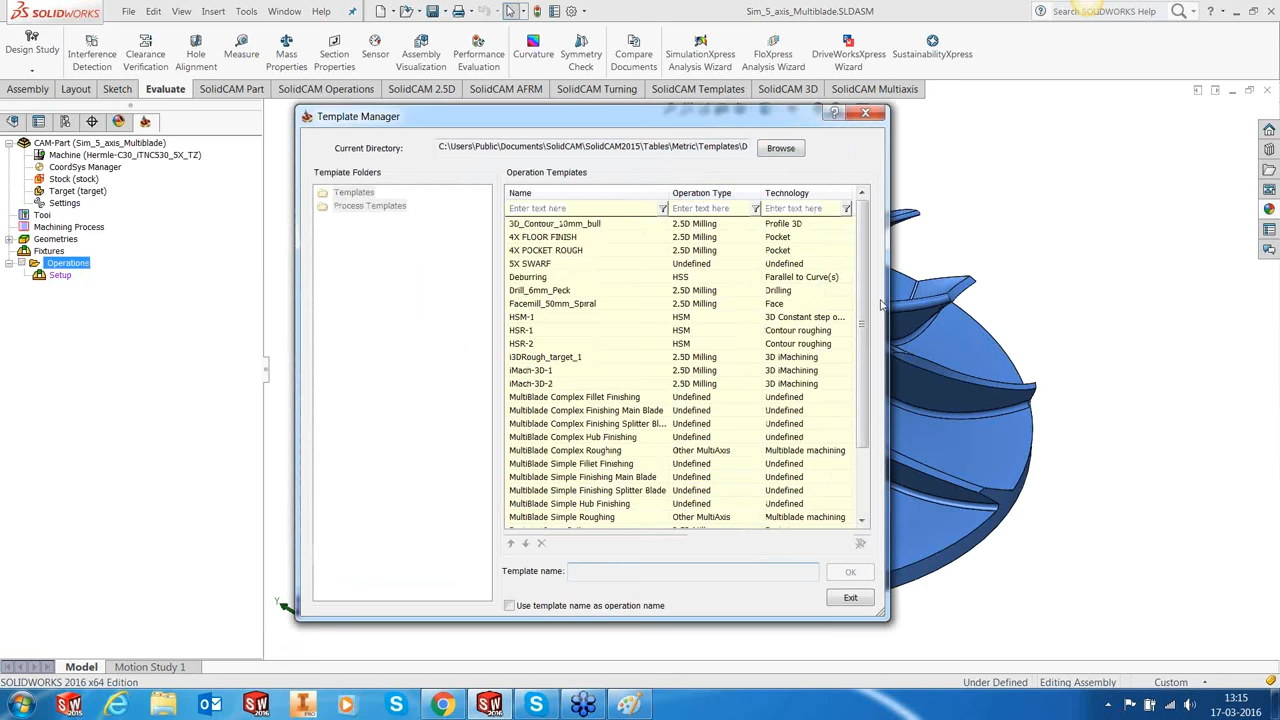 SOLIDWORKS File Edit View Insert Tools Window Help Sim_5_axis_Multiblade.SLDASM Search SOLIDWORKS Help
Design Study
Interference Detection
Clearance Verification
Hole Alignment
Measure
Mass Properties
Section Properties
Sensor
Assembly Visualization
Performance Evaluation
Curvature
Symmetry Check
Compare Documents
SimulationXpress Analysis Wizard
FloXpress Analysis Wizard
DriveWorksXpress Wizard
SustainabilityXpress
Assembly Layout Sketch Evaluate SolidCAM Part SolidCAM Operations SolidCAM 2.5D SolidCAM AFRM SolidCAM Turning SolidCAM Templates SolidCAM 3D SolidCAM Multiaxis
CAM-Part (Sim_5_axis_Multiblade)
Machine (Hermle-C30_iTNC530_5X_TZ)
CoordSys Manager
Stock (stock)
Target (target)
Settings
Tool
Machining Process
Geometries
Fixtures
Operations
Setup
Template Manager
Current Directory: C:\Users\Public\Documents\SolidCAM\SolidCAM2015\Tables\Metric\Templates\D Browse
Template Folders
Templates
Process Templates
Operation Templates
Name Operation Type Technology
Enter text here Enter text here Enter text here
3D_Contour_10mm_bull 2.5D Milling Profile 3D
4X FLOOR FINISH 2.5D Milling Pocket
4X POCKET ROUGH 2.5D Milling Pocket
5X SWARF Undefined Undefined
Deburring HSS Parallel to Curve(s)
Drill_6mm_Peck 2.5D Milling Drilling
Facemill_50mm_Spiral 2.5D Milling Face
HSM-1 HSM 3D Constant step o...
HSR-1 HSM Contour roughing
HSR-2 HSM Contour roughing
i3DRough_target_1 2.5D Milling 3D iMachining
iMach-3D-1 2.5D Milling 3D iMachining
iMach-3D-2 2.5D Milling 3D iMachining
MultiBlade Complex Fillet Finishing Undefined Undefined
MultiBlade Complex Finishing Main Blade Undefined Undefined
MultiBlade Complex Finishing Splitter Bl... Undefined Undefined
MultiBlade Complex Hub Finishing Undefined Undefined
MultiBlade Complex Roughing Other MultiAxis Multiblade machining
MultiBlade Simple Fillet Finishing Undefined Undefined
MultiBlade Simple Finishing Main Blade Undefined Undefined
MultiBlade Simple Finishing Splitter Blade Undefined Undefined
MultiBlade Simple Hub Finishing Undefined Undefined
MultiBlade Simple Roughing Other MultiAxis Multiblade machining
Template name: OK
Use template name as operation name Exit
Y
Model Motion Study 1
SOLIDWORKS 2016 x64 Edition Under Defined Editing Assembly Custom
13:15
17-03-2016